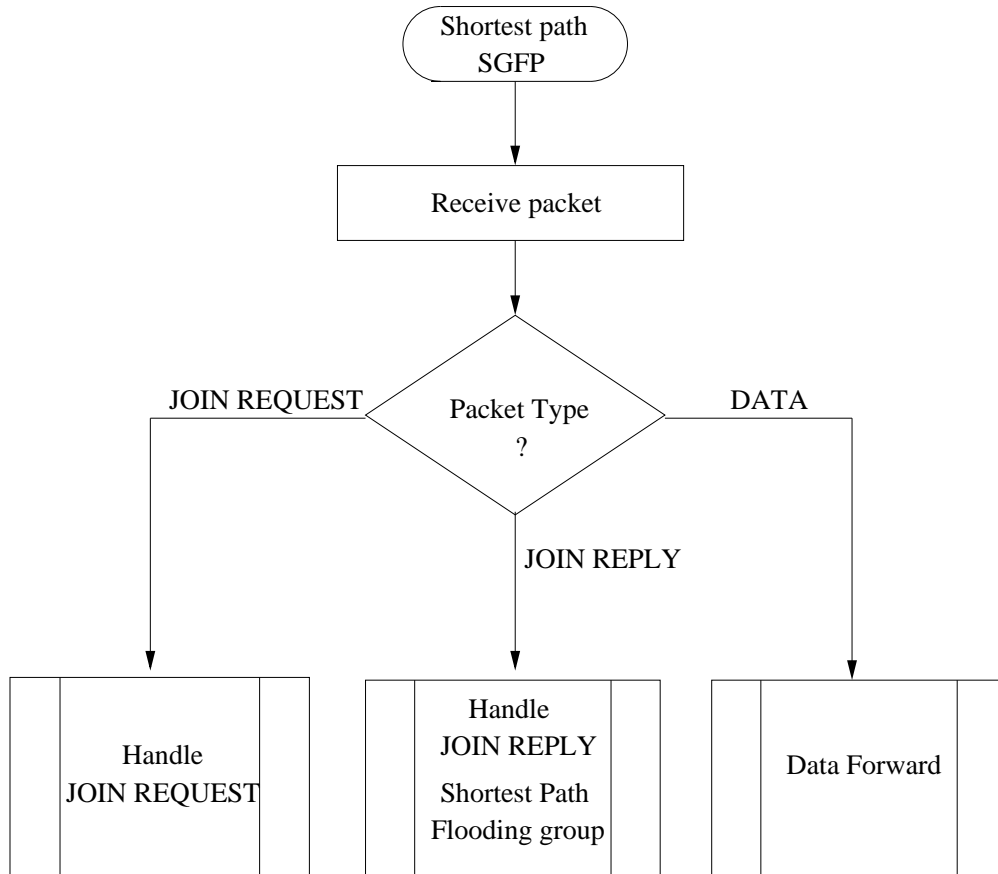 Shortest path
SGFP
Receive packet
JOIN REQUEST
DATA
Packet Type
?
JOIN REPLY
Handle
JOIN REQUEST
Handle
JOIN REPLY
Shortest Path
Flooding group
Data Forward